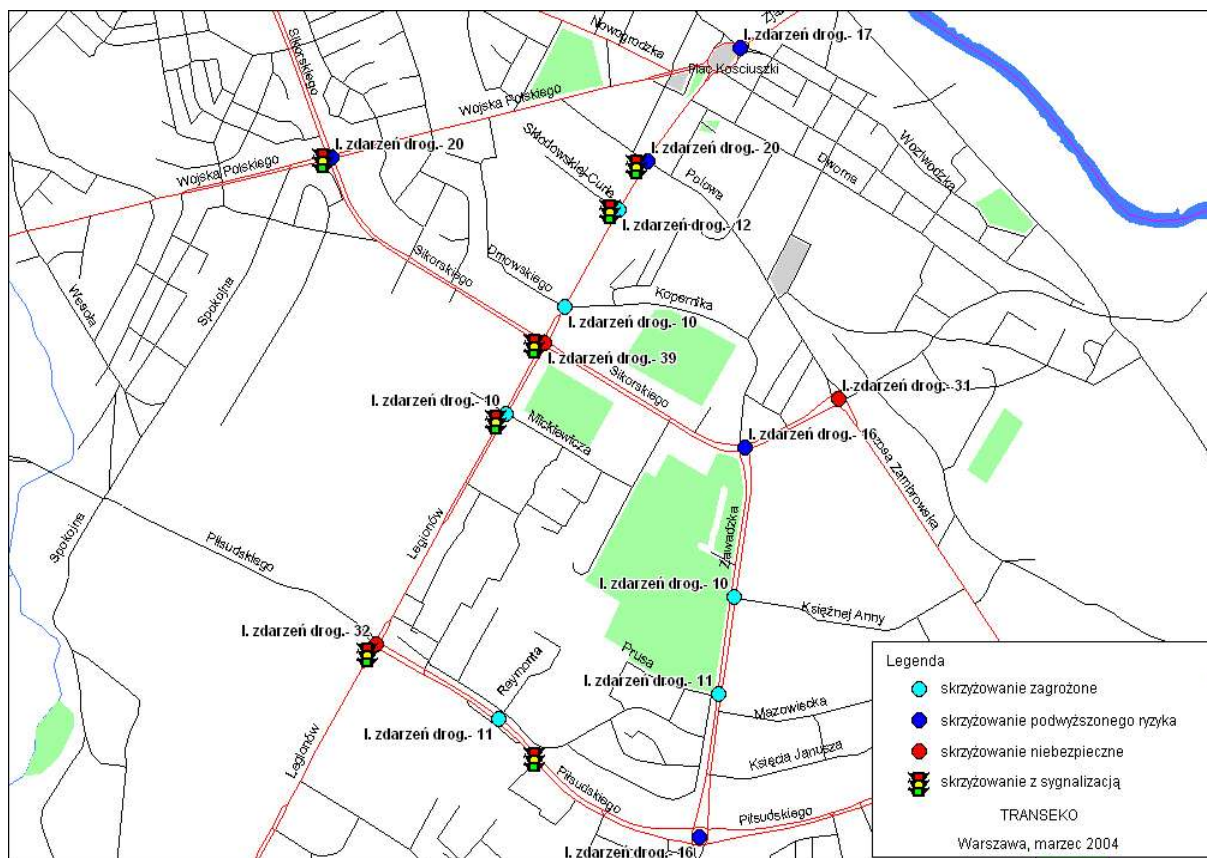 Nowogrodzka
l. zdarzeń drog.- 17
Sikorskiego
Plac Kosciuszki
Wojska Polskiego
l. zdarzeń drog.- 20
Skłodowskiej-Curie
l. zdarzeń drog.- 20
Woziwodzka
Dworna
Wojska Polskiego
Polowa
l. zdarzeń drog.- 12
Sikorskiego
Dmowskiego
Kopernika
Wesoła
Spokojna
l. zdarzeń drog.- 10
l. zdarzeń drog.- 39
Sikorskiego
l. zdarzeń drog.- 31
l. zdarzeń drog.- 10
Mickiewicza
l. zdarzeń drog.- 16
Zambrowska
Legionów
Spokojna
Piłsudskiego
Zawadzka
l. zdarzeń drog.- 10
Księżnej Anny
l. zdarzeń drog.- 32
Reymonta
Prusa
l. zdarzeń drog.- 11
Mazowiecka
l. zdarzeń drog.- 11
Legionów
Księcia Janusza
Piłsudskiego
Piłsudskiego
l. zdarzeń drog.- 16
Legenda
skrzyżowanie zagrożone
skrzyżowanie podwyższonego ryzyka
skrzyżowanie niebezpieczne
skrzyżowanie z sygnalizacją
TRANSEKO
Warszawa, marzec 2004